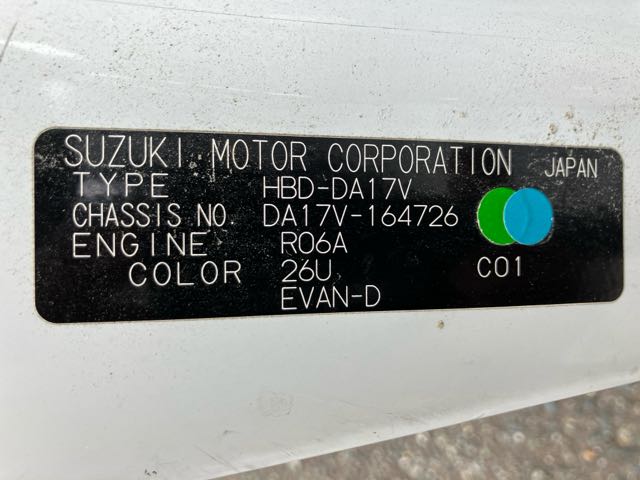 SUZUKI MOTOR CORPORATION JAPAN
TYPE HBD-DA17V
CHASSIS NO. DA17V-164726
ENGINE R06A
COLOR 26U C01
EVAN-D